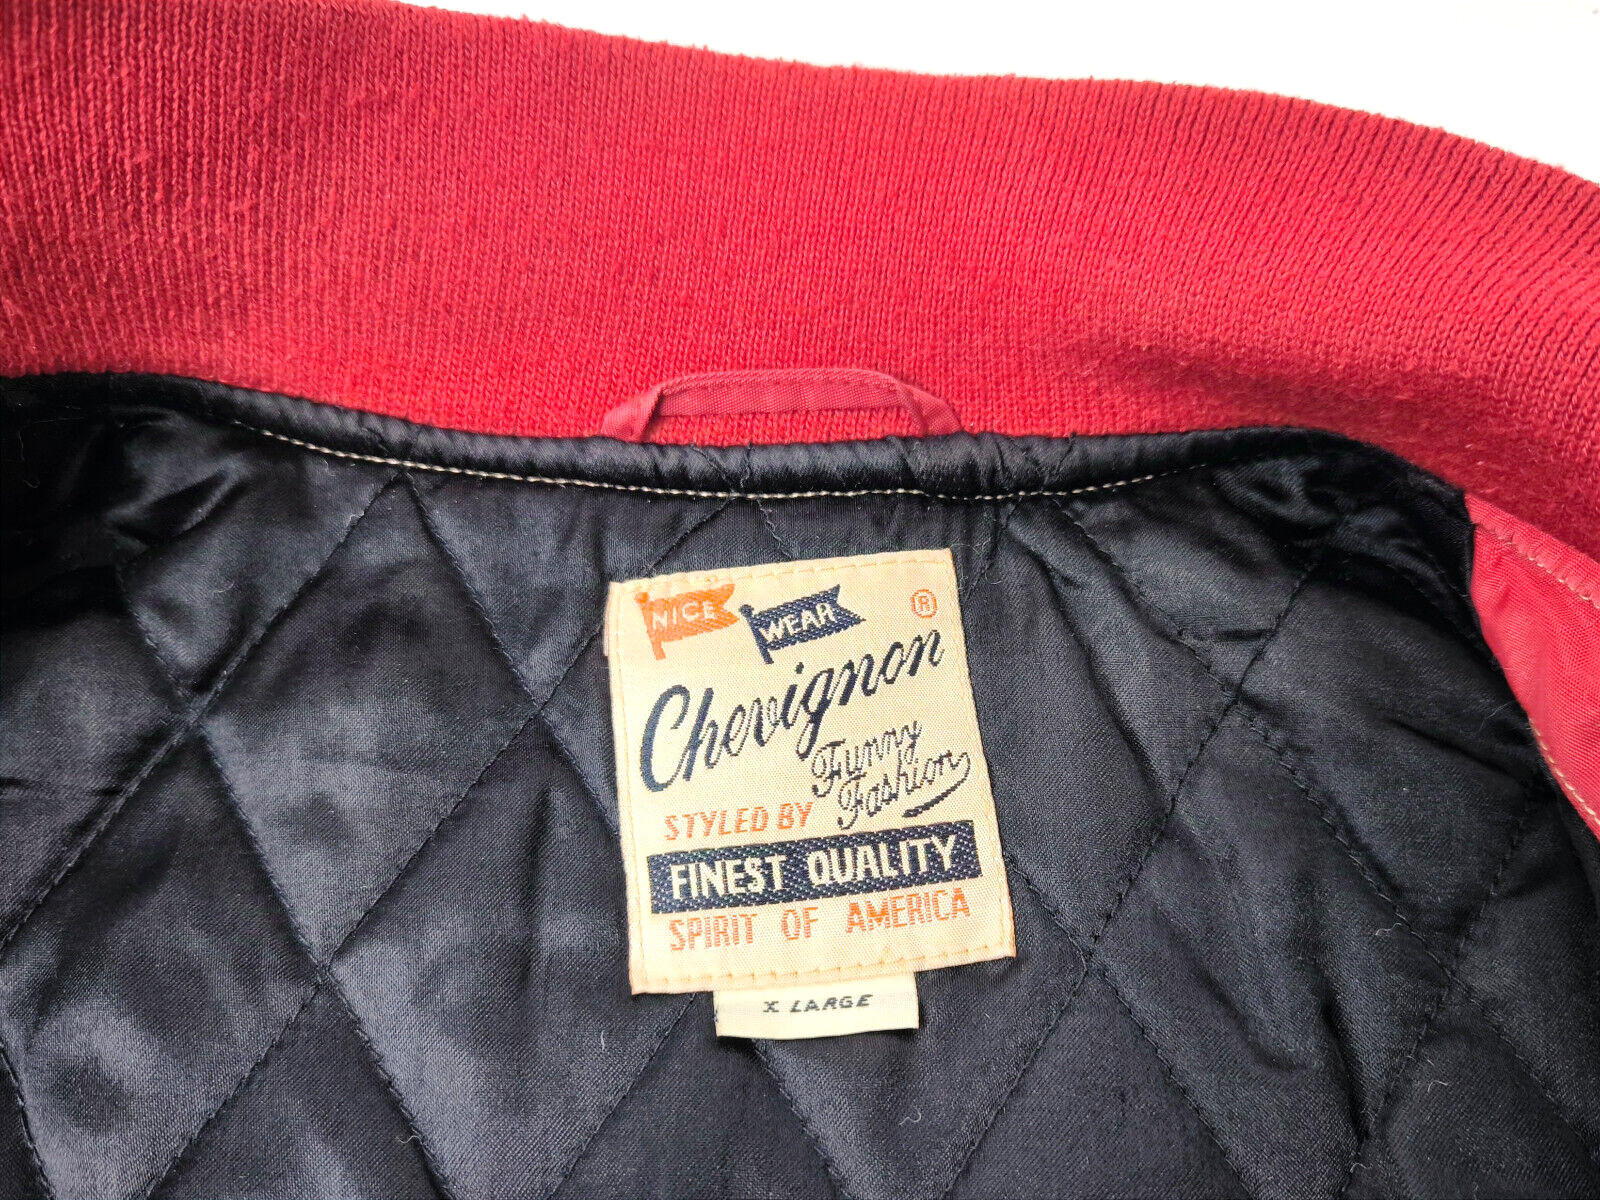 NICE WEAR ®
Chevignon
Funny
Fashion
STYLED BY
FINEST QUALITY
SPIRIT OF AMERICA
X LARGE